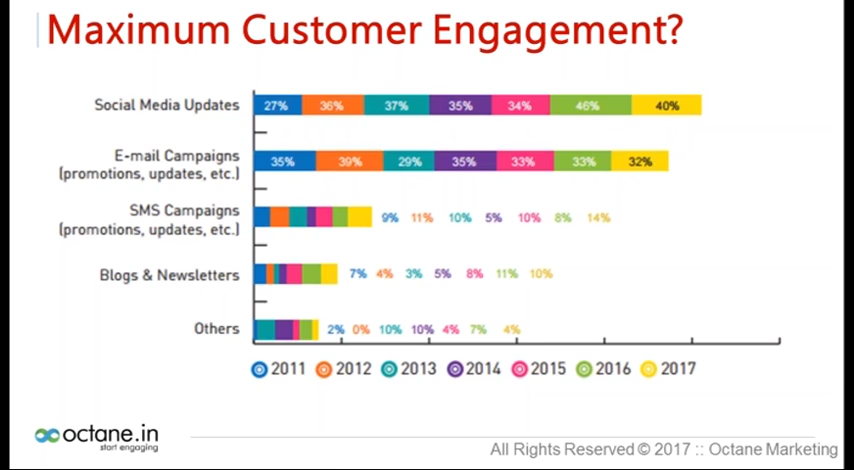 Maximum Customer Engagement?
Social Media Updates 27% 36% 37% 35% 34% 46% 40%
E-mail Campaigns
(promotions, updates, etc.) 35% 39% 29% 35% 33% 33% 32%
SMS Campaigns
(promotions, updates, etc.) 9% 11% 10% 5% 10% 8% 14%
Blogs & Newsletters 7% 4% 3% 5% 8% 11% 10%
Others 2% 0% 10% 10% 4% 7% 4%
2011 2012 2013 2014 2015 2016 2017
octane.in
start engaging
All Rights Reserved © 2017 :: Octane Marketing